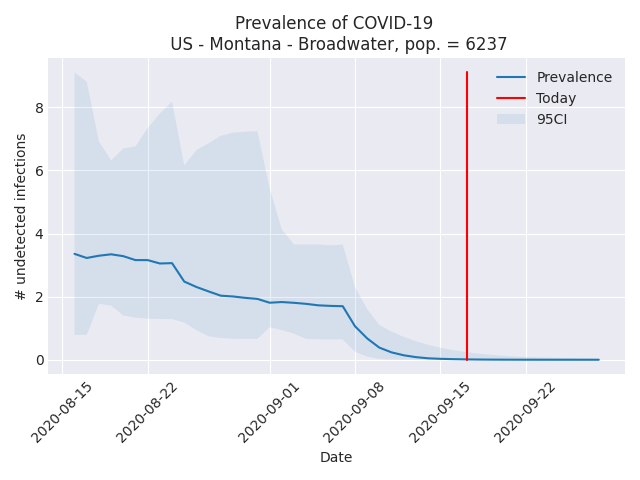 Prevalence of COVID-19
US - Montana - Broadwater, pop. = 6237
# undetected infections
8
6
4
2
0
Prevalence
Today
95CI
2020-08-15
2020-08-22
2020-09-01
2020-09-08
2020-09-15
2020-09-22
Date